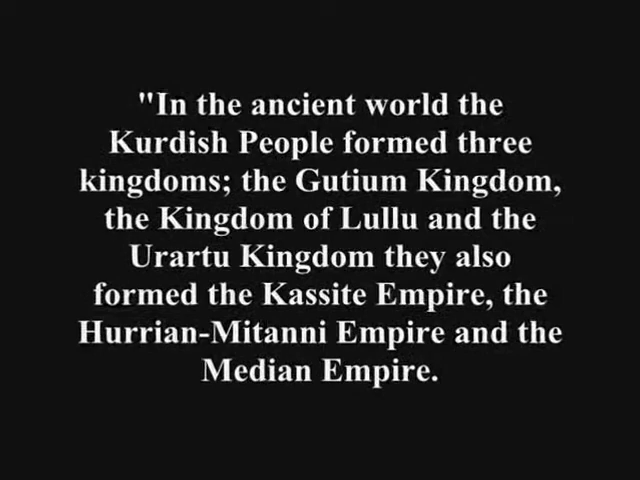 "In the ancient world the
Kurdish People formed three
kingdoms; the Gutium Kingdom,
the Kingdom of Lullu and the
Urartu Kingdom they also
formed the Kassite Empire, the
Hurrian-Mitanni Empire and the
Median Empire.